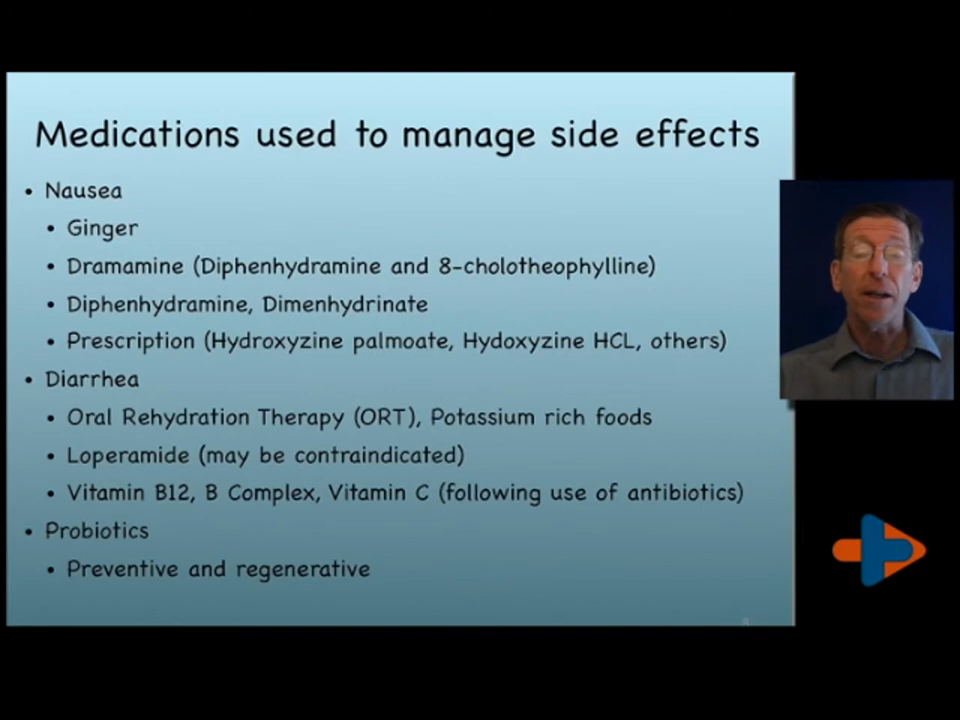 Medications used to manage side effects
• Nausea
• Ginger
• Dramamine (Diphenhydramine and 8-cholotheophylline)
• Diphenhydramine, Dimenhydrinate
• Prescription (Hydroxyzine palmoate, Hydoxyzine HCL, others)
• Diarrhea
• Oral Rehydration Therapy (ORT), Potassium rich foods
• Loperamide (may be contraindicated)
• Vitamin B12, B Complex, Vitamin C (following use of antibiotics)
• Probiotics
• Preventive and regenerative